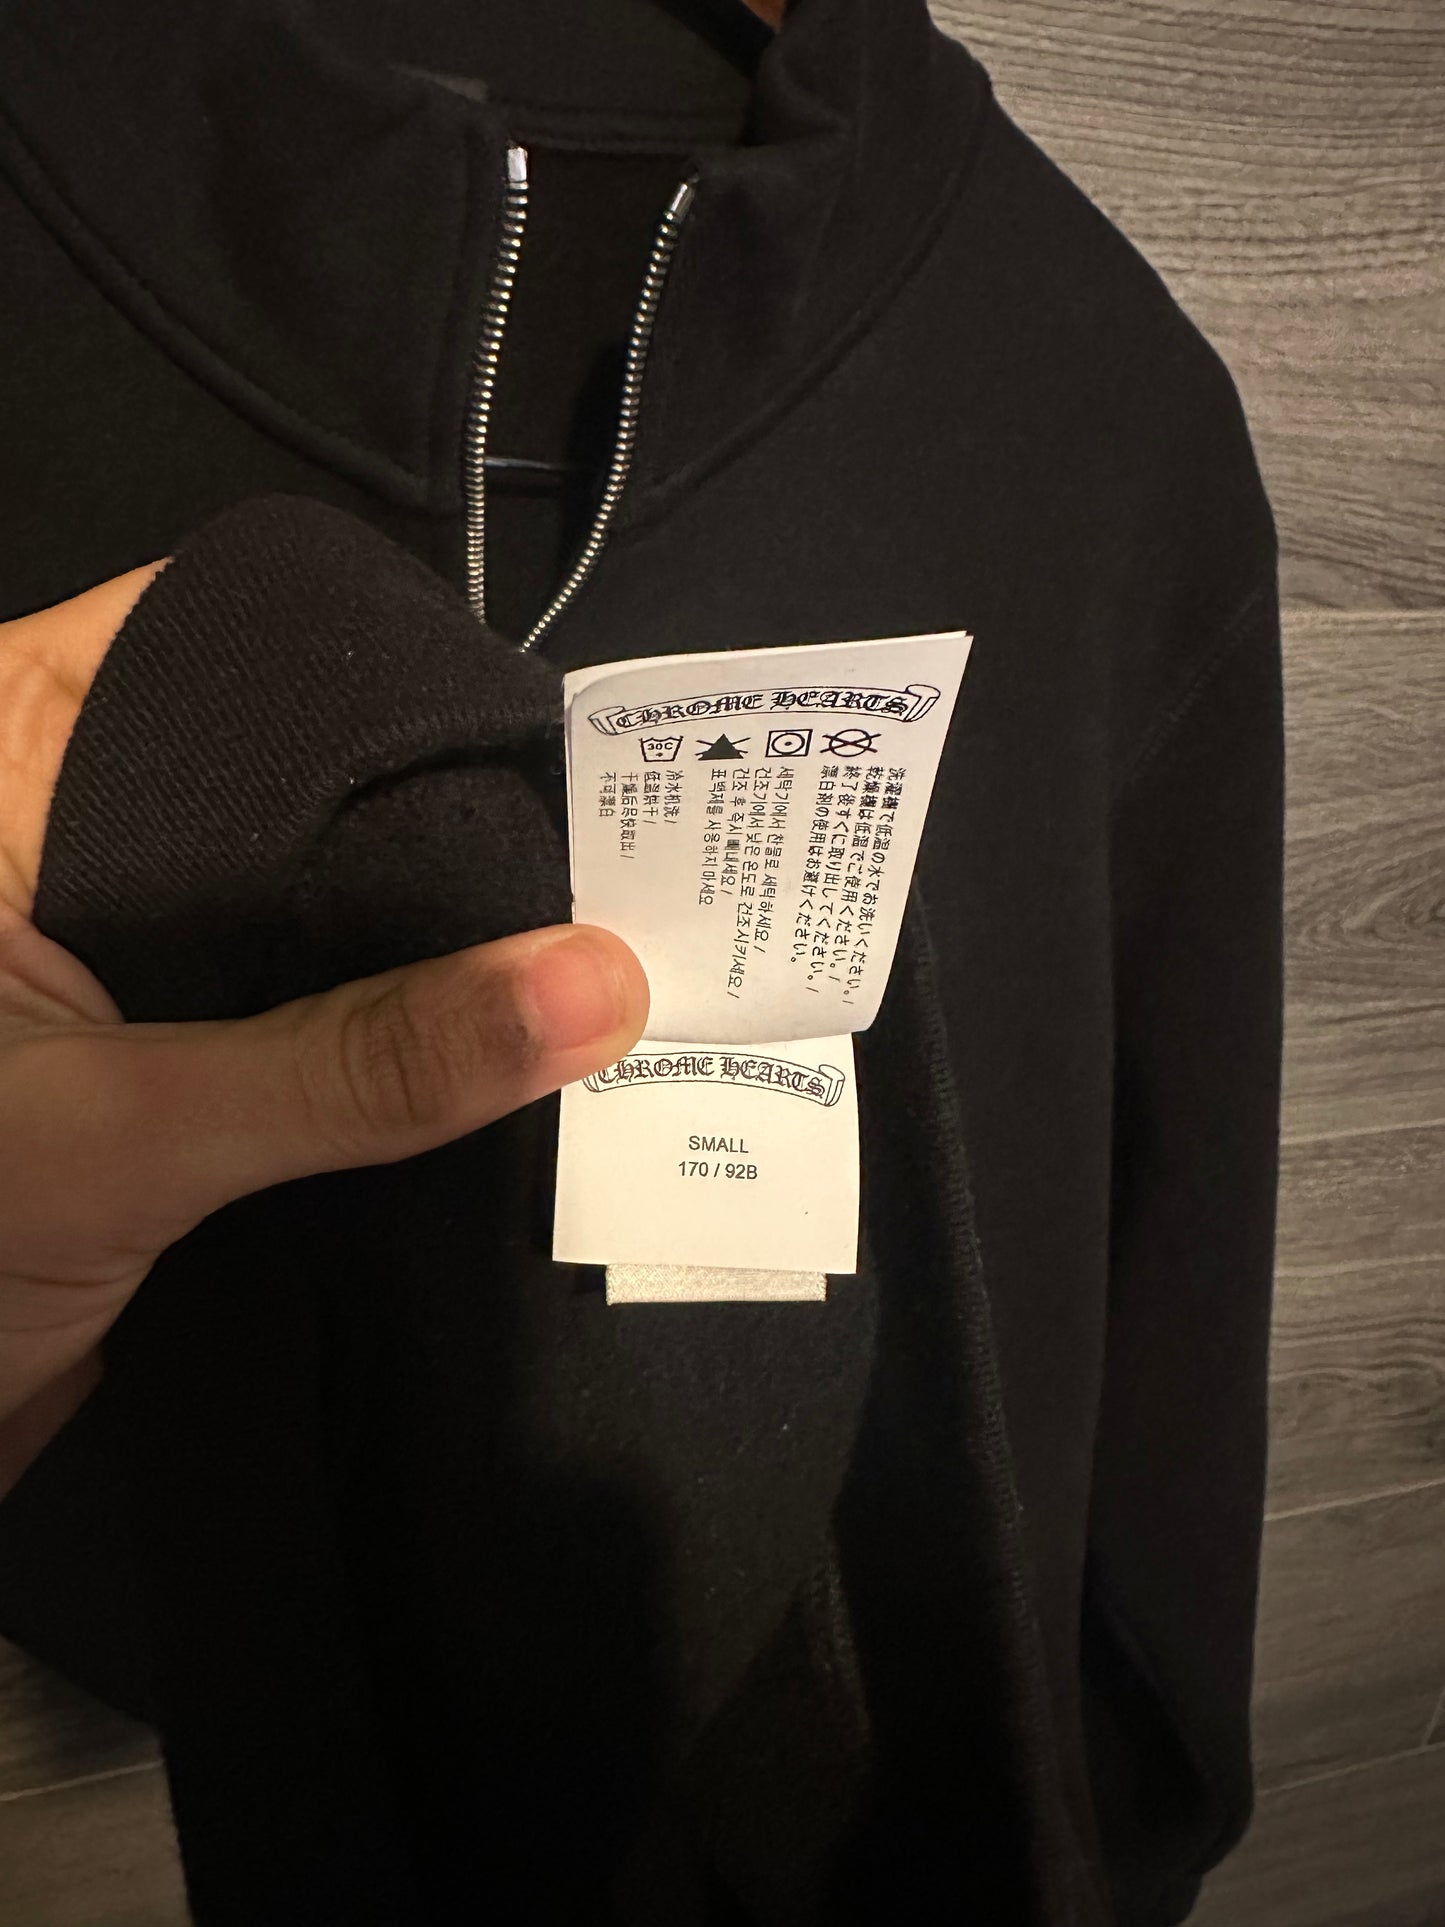 CHROME HEARTS
30C
洗濯機で低温の水でお洗いください。/
乾燥機は低温でご使用ください。/
終了後すぐに取り出してください。/
漂白剤の使用はお避けください。
세탁기에서 찬물로 세탁하세요 /
건조기에서 낮은 온도로 건조시키세요 /
건조 후 즉시 빼내세요 /
표백제를 사용하지 마세요
冷水机洗 /
低温烘干 /
干燥后尽快取出 /
不可漂白
CHROME HEARTS
SMALL
170 / 92B